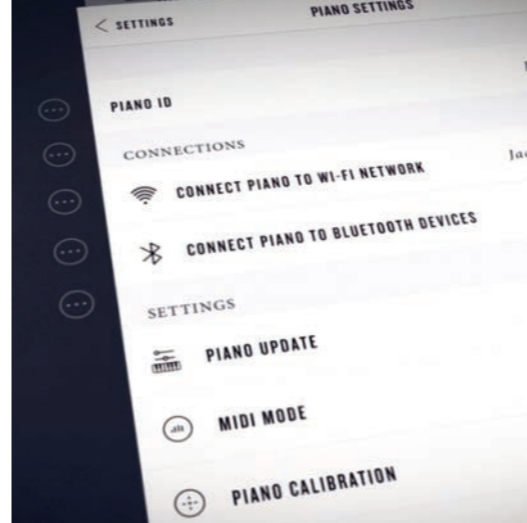 < SETTINGS
PIANO SETTINGS
PIANO ID
CONNECTIONS
CONNECT PIANO TO WI-FI NETWORK
CONNECT PIANO TO BLUETOOTH DEVICES
SETTINGS
PIANO UPDATE
MIDI MODE
PIANO CALIBRATION